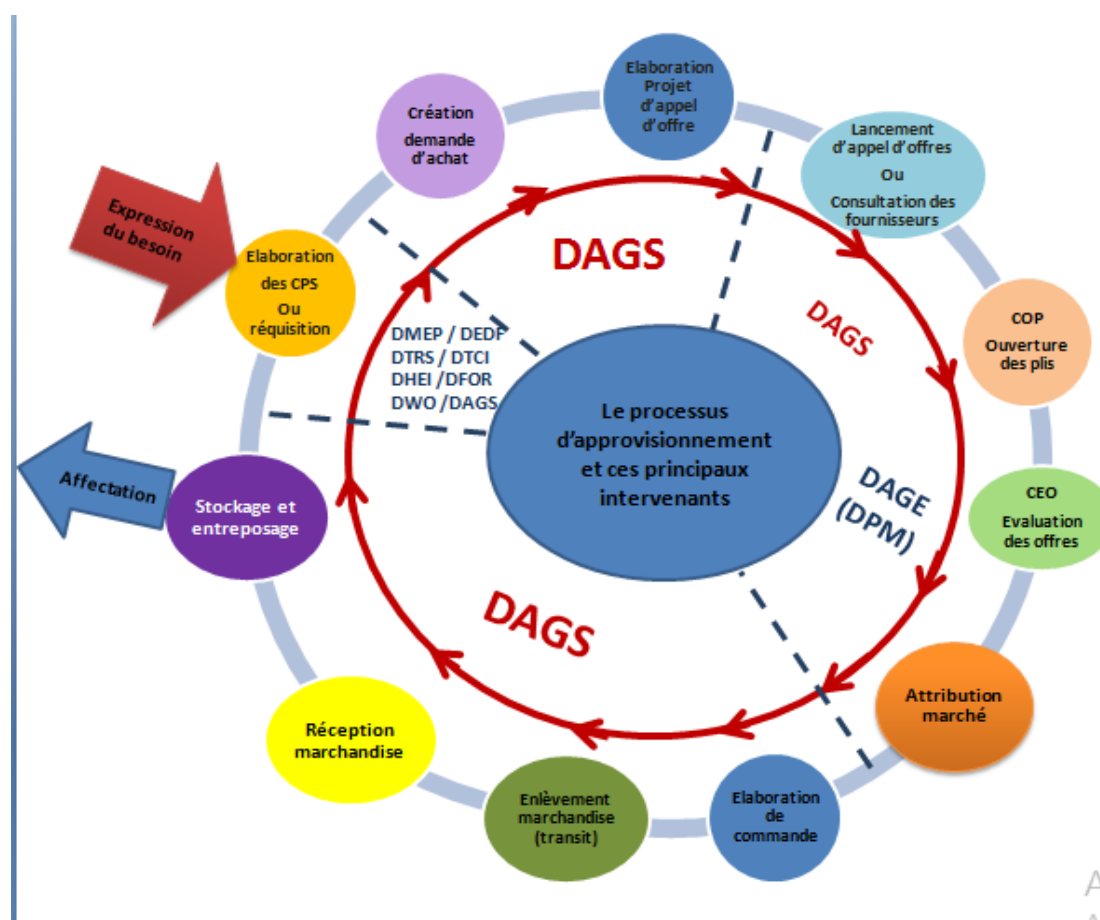 Elaboration
Projet
d'appel
d'offre
Création
demande
d'achat
Lancement
d'appel d'offres
Ou
Consultation des
fournisseurs
Expression
du besoin
Elaboration
des CPS
Ou
réquisition
DAGS
DAGS
COP
Ouverture
des plis
DMEP / DEDF
DTRS / DTCI
DHEI /DFOR
DWO /DAGS
Le processus
d'approvisionnement
et ces principaux
intervenants
Affectation
Stockage et
entreposage
DAGE
(DPM)
CEO
Evaluation
des offres
DAGS
Attribution
marché
Réception
marchandise
Enlèvement
marchandise
(transit)
Elaboration
de
commande